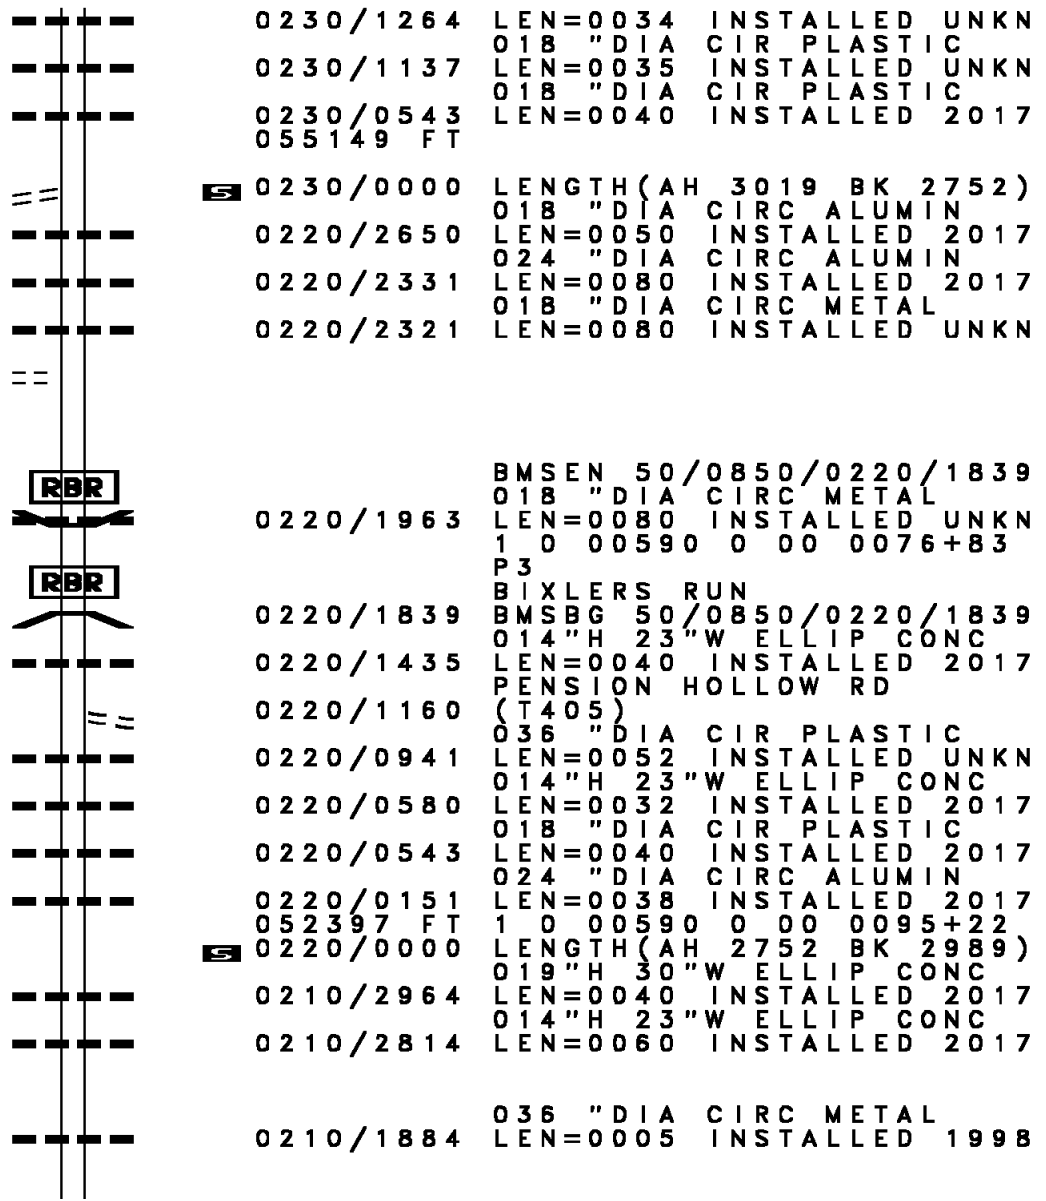 0230/1264 LEN=0034 INSTALLED UNKN
018 "DIA CIR PLASTIC
0230/1137 LEN=0035 INSTALLED UNKN
018 "DIA CIR PLASTIC
0230/0543 LEN=0040 INSTALLED 2017
055149 FT
S 0230/0000 LENGTH(AH 3019 BK 2752)
018 "DIA CIRC ALUMIN
0220/2650 LEN=0050 INSTALLED 2017
024 "DIA CIRC ALUMIN
0220/2331 LEN=0080 INSTALLED 2017
018 "DIA CIRC METAL
0220/2321 LEN=0080 INSTALLED UNKN
BMSEN 50/0850/0220/1839
RBR
018 "DIA CIRC METAL
0220/1963 LEN=0080 INSTALLED UNKN
1 0 00590 0 00 0076+83
P3
RBR
BIXLERS RUN
0220/1839 BMSBG 50/0850/0220/1839
014"H 23"W ELLIP CONC
0220/1435 LEN=0040 INSTALLED 2017
PENSION HOLLOW RD
0220/1160 (T405)
036 "DIA CIR PLASTIC
0220/0941 LEN=0052 INSTALLED UNKN
014"H 23"W ELLIP CONC
0220/0580 LEN=0032 INSTALLED 2017
018 "DIA CIR PLASTIC
0220/0543 LEN=0040 INSTALLED 2017
024 "DIA CIRC ALUMIN
0220/0151 LEN=0038 INSTALLED 2017
052397 FT 1 0 00590 0 00 0095+22
S 0220/0000 LENGTH(AH 2752 BK 2989)
019"H 30"W ELLIP CONC
0210/2964 LEN=0040 INSTALLED 2017
014"H 23"W ELLIP CONC
0210/2814 LEN=0060 INSTALLED 2017
036 "DIA CIRC METAL
0210/1884 LEN=0005 INSTALLED 1998